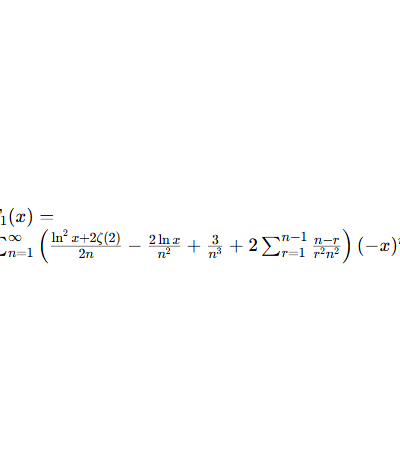 ₁(x) =
∞ n=1 ( (ln² x+2ζ(2))/(2n) − (2 ln x)/(n²) + 3/(n³) + 2 ∑_{r=1}^{n−1} (n−r)/(r²n²) ) (−x)